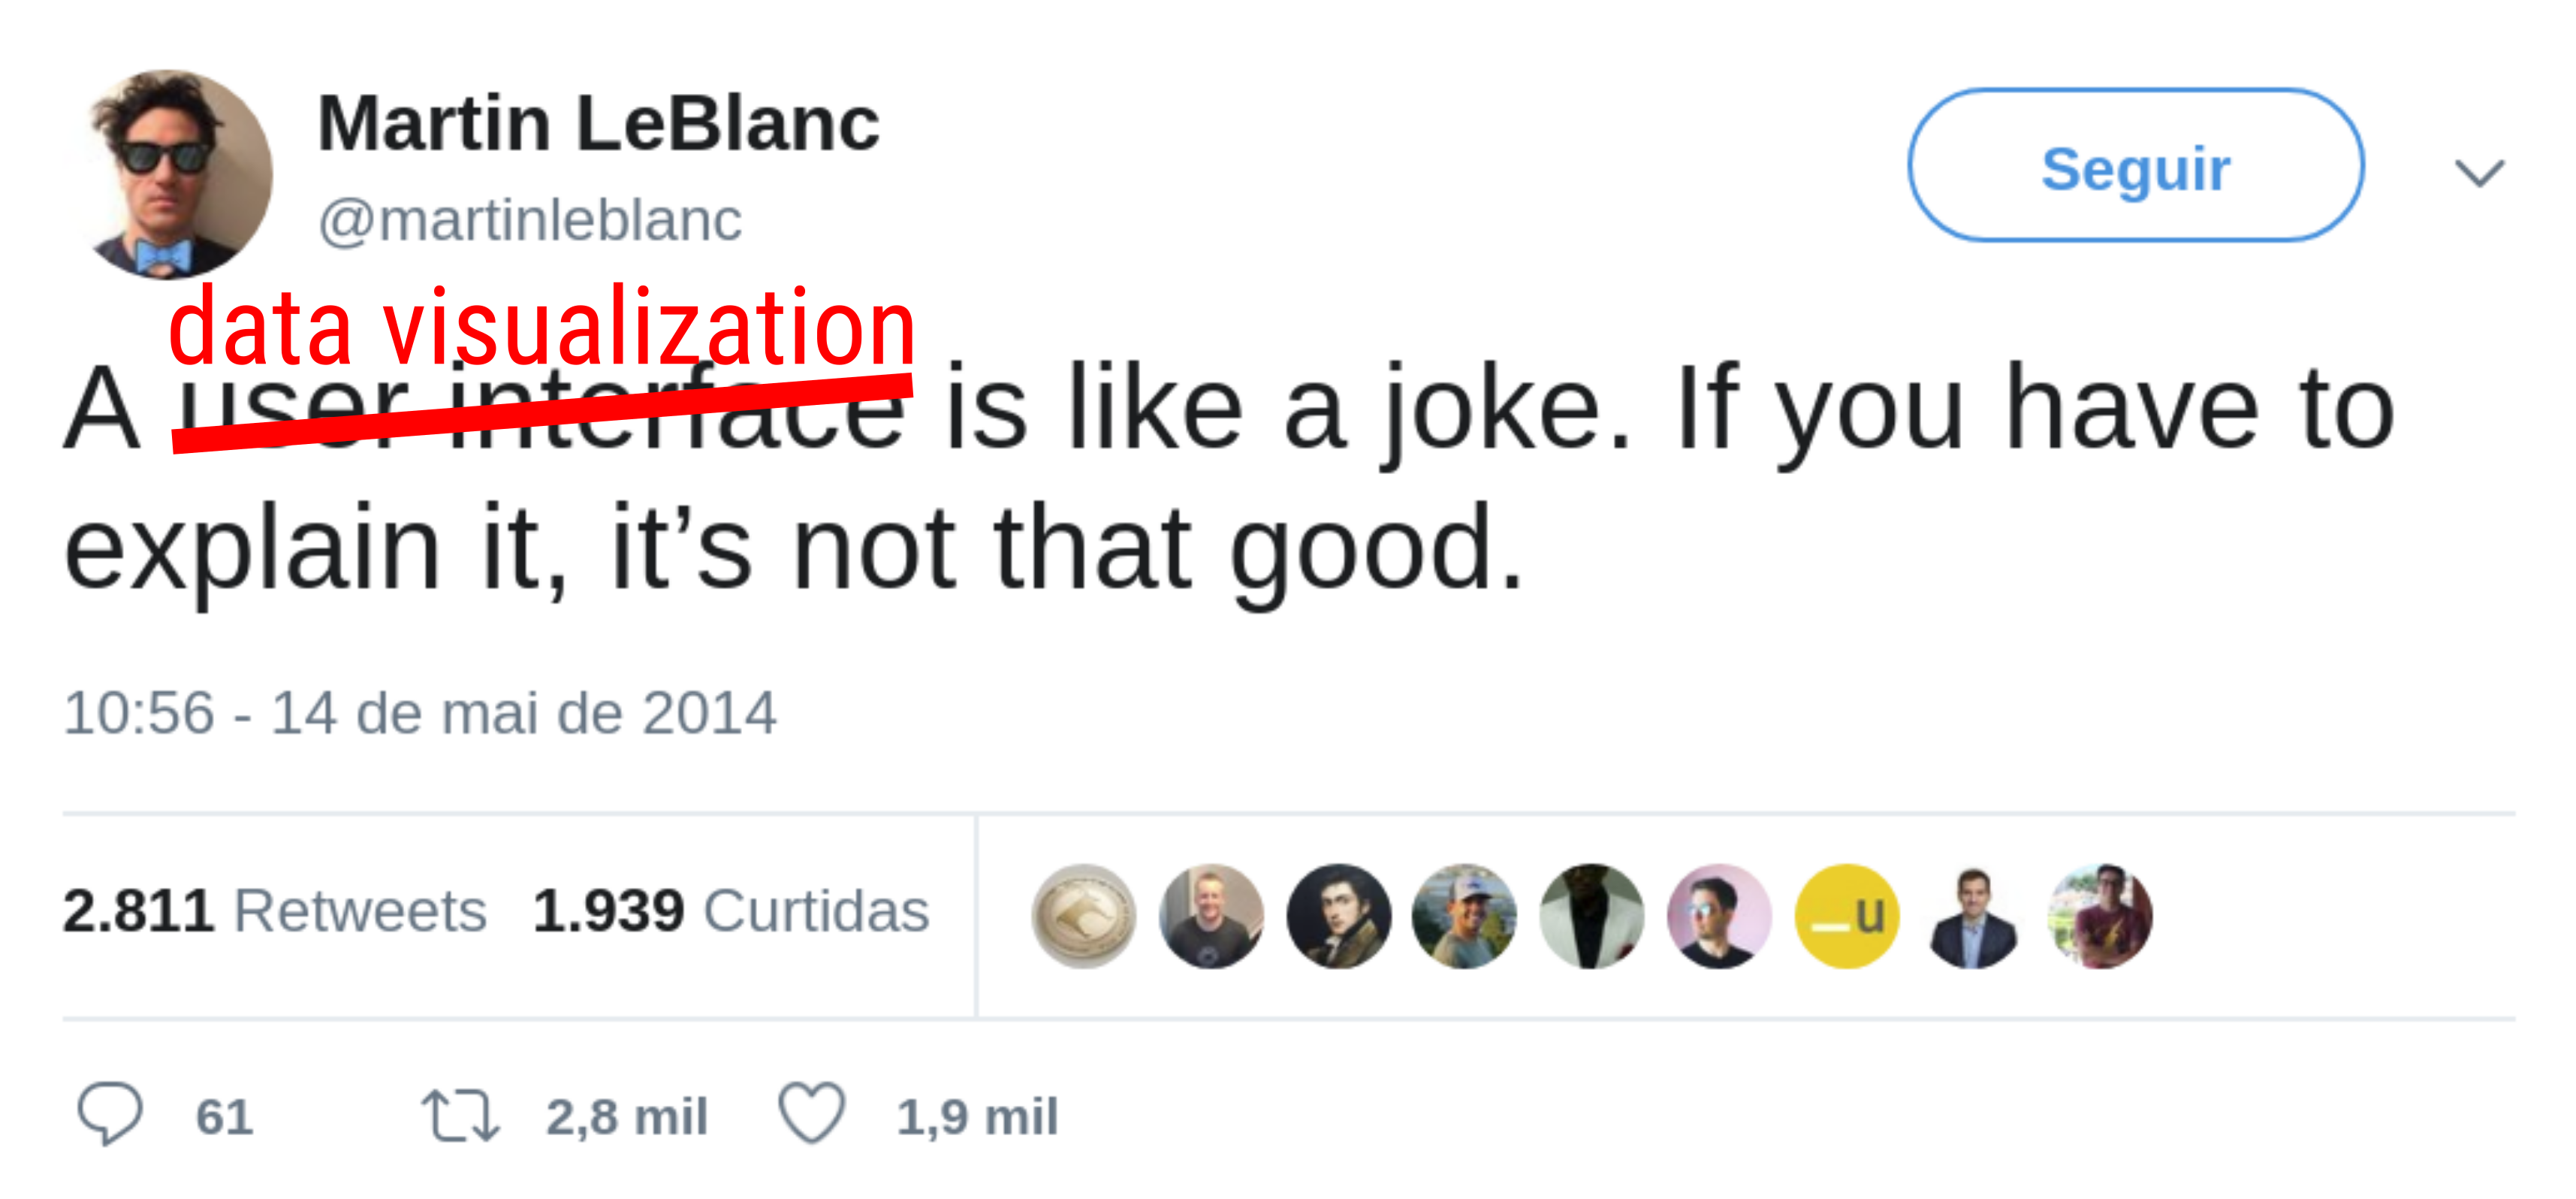 Martin LeBlanc
@martinleblanc
Seguir
data visualization
A user interface is like a joke. If you have to
explain it, it’s not that good.
10:56 - 14 de mai de 2014
2.811 Retweets 1.939 Curtidas
_u
61 2,8 mil 1,9 mil